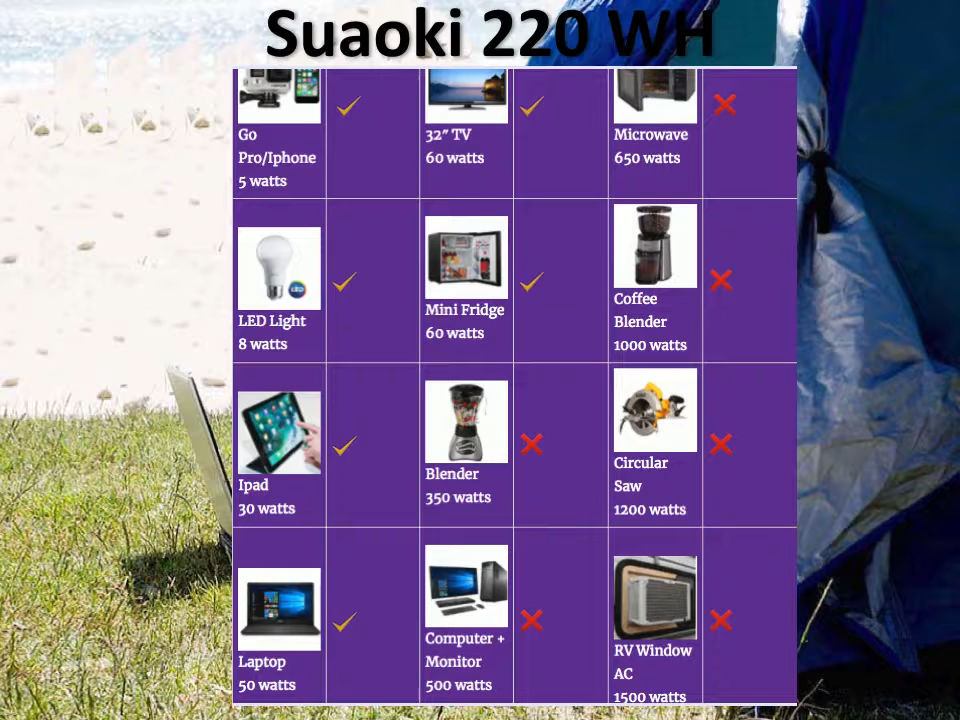 Suaoki 220 WH
Go
Pro/Iphone
5 watts
32″ TV
60 watts
Microwave
650 watts
LED Light
8 watts
LED
Mini Fridge
60 watts
Coffee
Blender
1000 watts
Ipad
30 watts
Blender
350 watts
Circular
Saw
1200 watts
Laptop
50 watts
Computer +
Monitor
500 watts
RV Window
AC
1500 watts